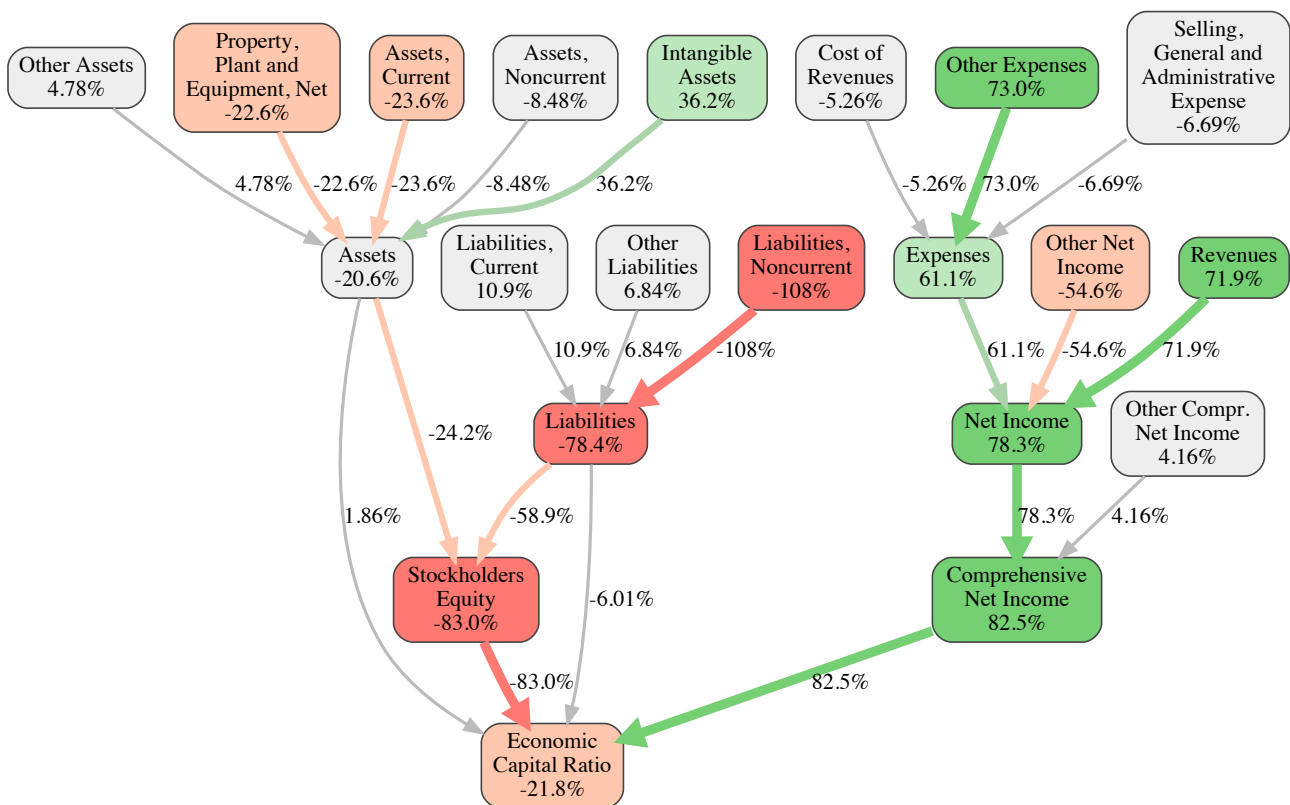 Other Assets
4.78%
Property,
Plant and
Equipment, Net
-22.6%
Assets,
Current
-23.6%
Assets,
Noncurrent
-8.48%
Intangible
Assets
36.2%
Cost of
Revenues
-5.26%
Other Expenses
73.0%
Selling,
General and
Administrative
Expense
-6.69%
4.78%
-22.6%
-23.6%
-8.48%
36.2%
-5.26%
73.0%
-6.69%
Assets
-20.6%
Liabilities,
Current
10.9%
Other
Liabilities
6.84%
Liabilities,
Noncurrent
-108%
Expenses
61.1%
Other Net
Income
-54.6%
Revenues
71.9%
10.9%
6.84%
-108%
61.1%
-54.6%
71.9%
-24.2%
Liabilities
-78.4%
Net Income
78.3%
Other Compr.
Net Income
4.16%
1.86%
-58.9%
78.3%
4.16%
Stockholders
Equity
-83.0%
-6.01%
Comprehensive
Net Income
82.5%
-83.0%
82.5%
Economic
Capital Ratio
-21.8%